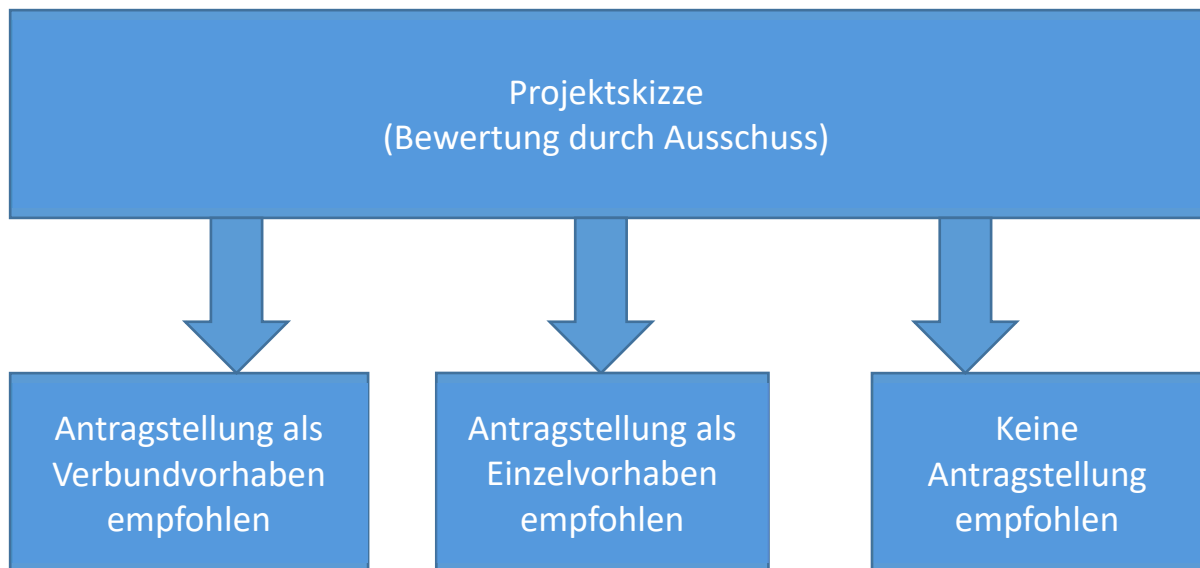 Projektskizze
(Bewertung durch Ausschuss)
Antragstellung als
Verbundvorhaben
empfohlen
Antragstellung als
Einzelvorhaben
empfohlen
Keine
Antragstellung
empfohlen